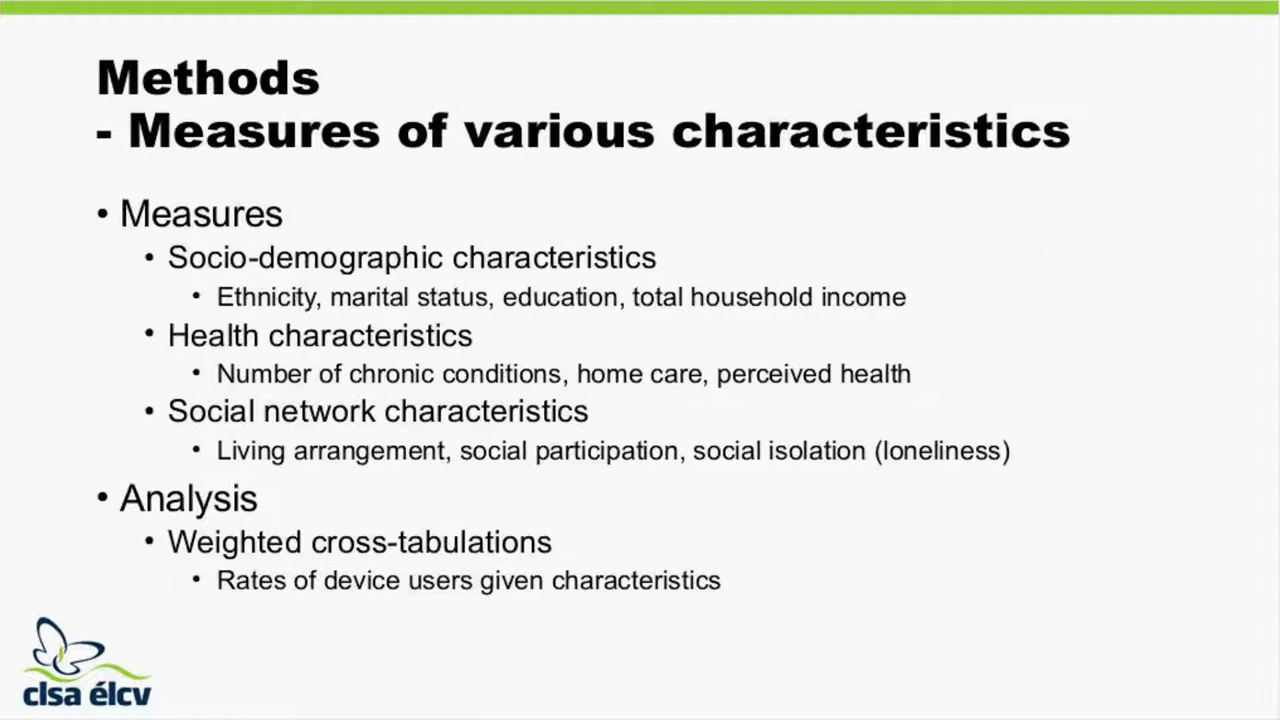 Methods
- Measures of various characteristics
• Measures
• Socio-demographic characteristics
• Ethnicity, marital status, education, total household income
• Health characteristics
• Number of chronic conditions, home care, perceived health
• Social network characteristics
• Living arrangement, social participation, social isolation (loneliness)
• Analysis
• Weighted cross-tabulations
• Rates of device users given characteristics
clsa élcv